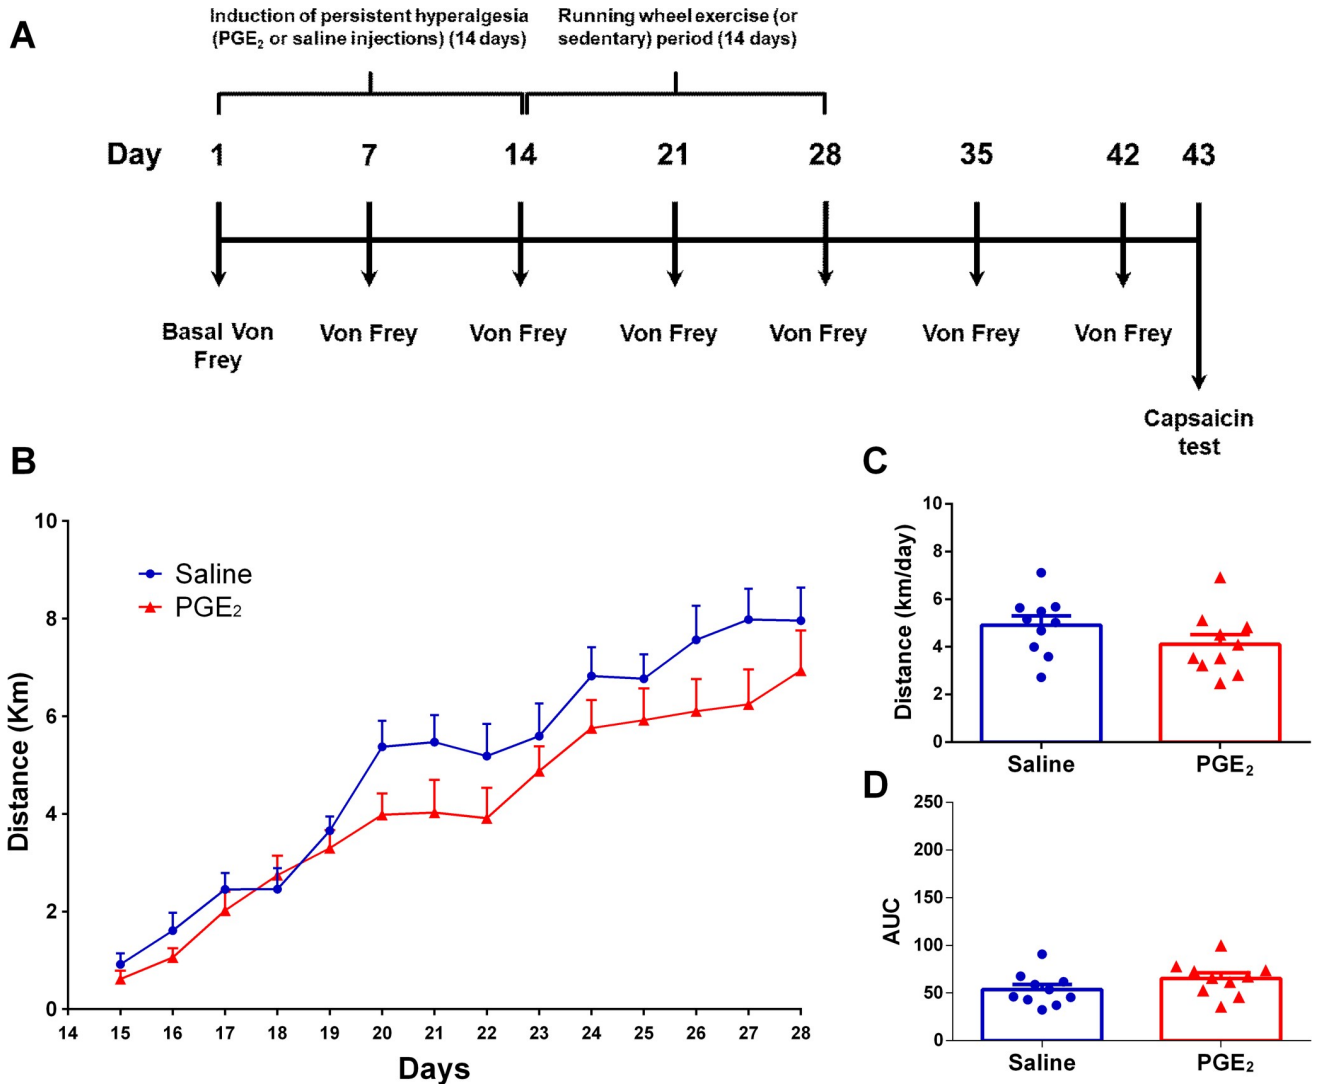 A
Induction of persistent hyperalgesia
(PGE₂ or saline injections) (14 days)
Running wheel exercise (or
sedentary) period (14 days)
Day 1 7 14 21 28 35 42 43
Basal Von
Frey
Von Frey
Von Frey
Von Frey
Von Frey
Von Frey
Von Frey
Capsaicin
test
B
Distance (Km)
10
8
6
4
2
0
Saline
PGE₂
14 15 16 17 18 19 20 21 22 23 24 25 26 27 28
Days
C
Distance (km/day)
10
8
6
4
2
0
Saline PGE₂
D
AUC
250
200
150
100
50
0
Saline PGE₂